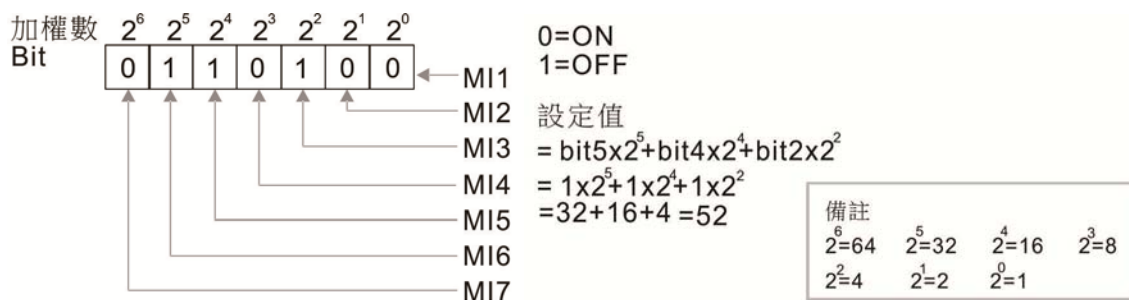 加權數 2⁶ 2⁵ 2⁴ 2³ 2² 2¹ 2⁰
Bit 0 1 1 0 1 0 0
MI1
MI2
MI3
MI4
MI5
MI6
MI7
0=ON
1=OFF
設定值
= bit5x2⁵+bit4x2⁴+bit2x2²
= 1x2⁵+1x2⁴+1x2²
=32+16+4 =52
備註
2⁶=64 2⁵=32 2⁴=16 2³=8
2²=4 2¹=2 2⁰=1